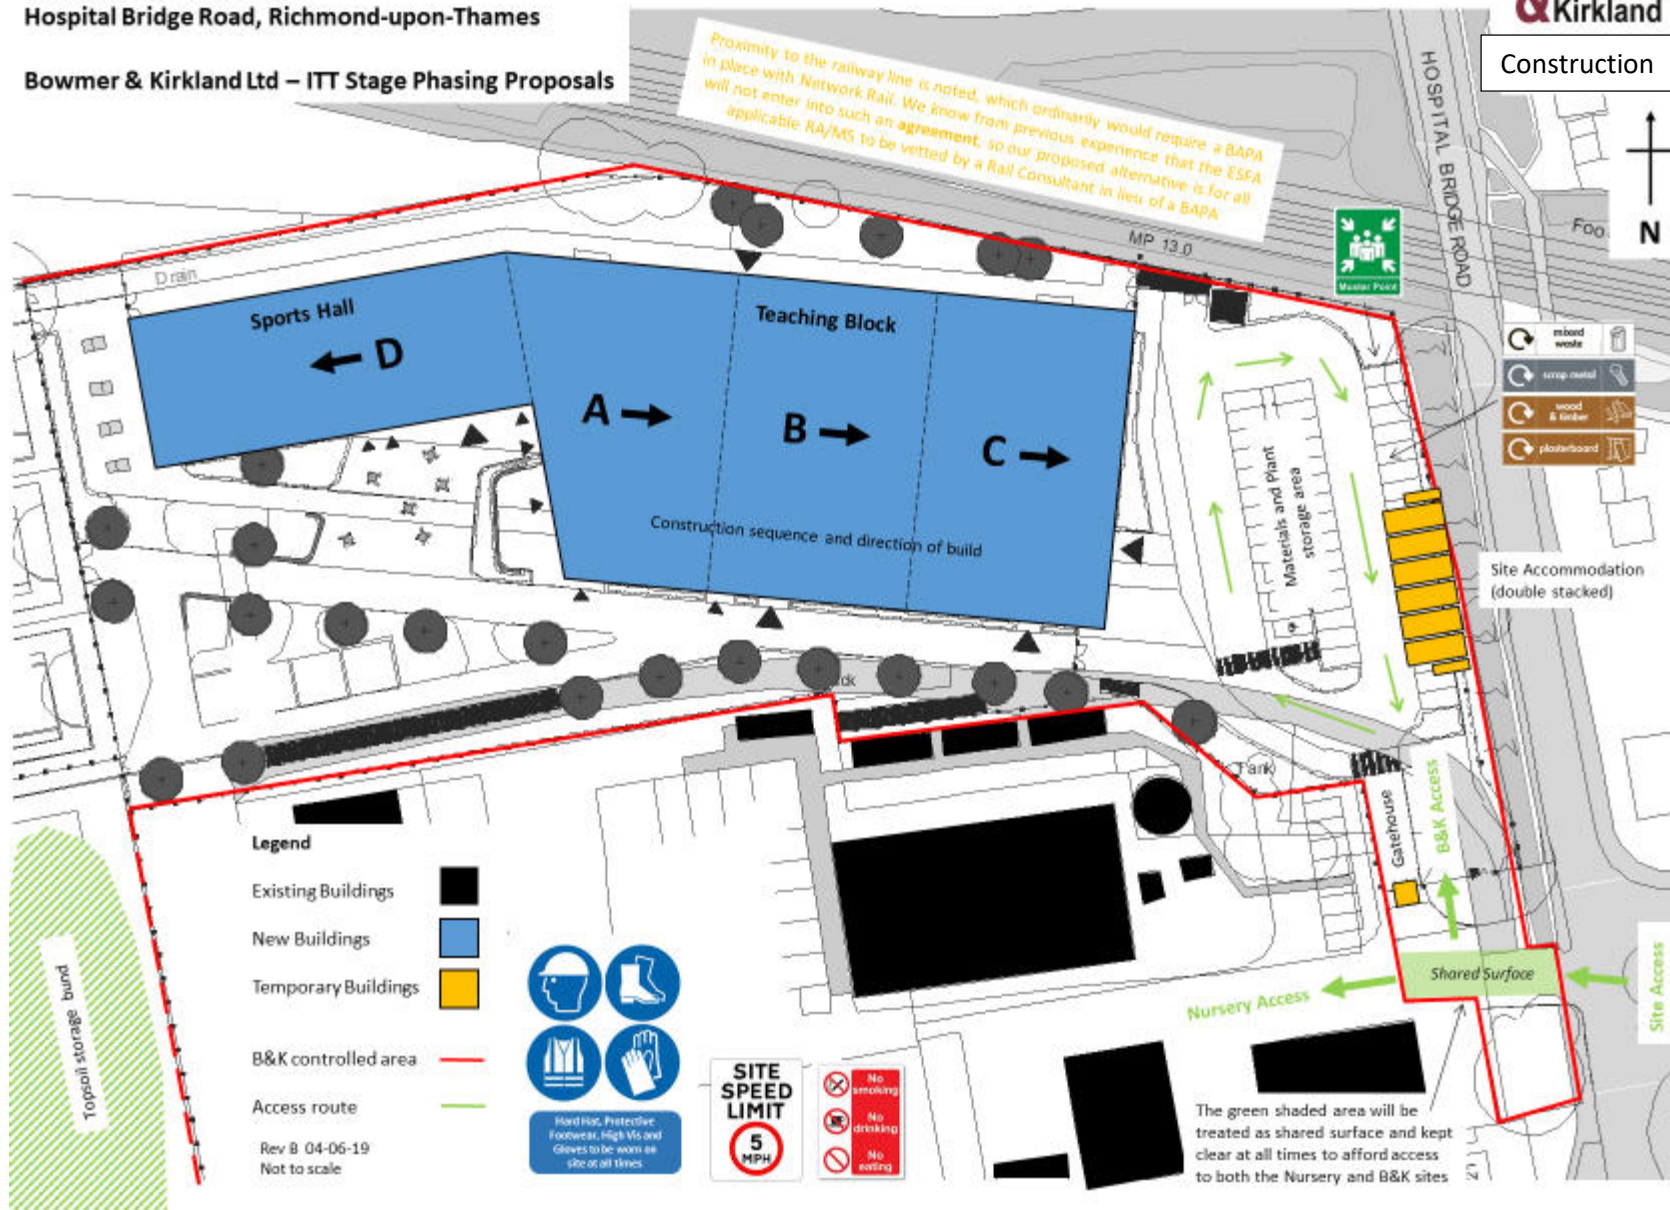 Hospital Bridge Road, Richmond-upon-Thames
Bowmer & Kirkland Ltd – ITT Stage Phasing Proposals
&Kirkland
Construction
Proximity to the railway line is noted, which ordinarily would require a BAPA
in place with Network Rail. We know from previous experience that the ESFA
will not enter into such an agreement, so our proposed alternative is for all
applicable RA/MS to be vetted by a Rail Consultant in lieu of a BAPA
HOSPITAL BRIDGE ROAD
Foo
N
MP 13.0
Muster Point
Drain
Sports Hall
D
Teaching Block
A
B
C
Construction sequence and direction of build
Materials and Plant
storage area
mixed
waste
scrap metal
wood
& timber
plasterboard
Site Accommodation
(double stacked)
ck
Tank
Gatehouse
B&K Access
Shared Surface
Nursery Access
Site Access
Topsoil storage bund
Legend
Existing Buildings
New Buildings
Temporary Buildings
B&K controlled area
Access route
Rev B 04-06-19
Not to scale
Hard Hat, Protective
Footwear, High Vis and
Gloves to be worn on
site at all times
SITE
SPEED
LIMIT
5
MPH
No
smoking
No
drinking
No
eating
The green shaded area will be
treated as shared surface and kept
clear at all times to afford access
to both the Nursery and B&K sites